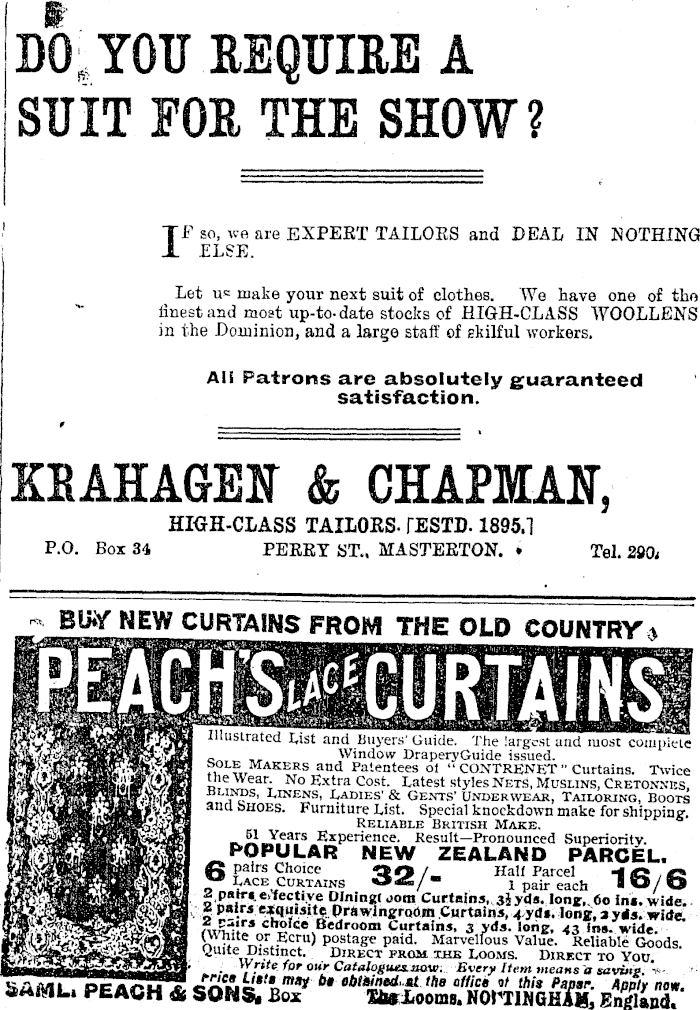 DO YOU REQUIRE A
SUIT FOR THE SHOW?
IF so, we are EXPERT TAILORS and DEAL IN NOTHING
ELSE.
Let us make your next suit of clothes. We have one of the
finest and most up-to-date stocks of HIGH-CLASS WOOLLENS
in the Dominion, and a large staff of skilful workers.
All Patrons are absolutely guaranteed
satisfaction.
KRAHAGEN & CHAPMAN,
HIGH-CLASS TAILORS. [ESTD. 1895.]
P.O. Box 34 PERRY ST., MASTERTON. Tel. 290.
BUY NEW CURTAINS FROM THE OLD COUNTRY
PEACH'S LACE CURTAINS
Illustrated List and Buyers' Guide. The largest and most complete
Window Drapery Guide issued.
SOLE MAKERS and Patentees of "CONTRENET" Curtains. Twice
the Wear. No Extra Cost. Latest styles NETS, MUSLINS, CRETONNES,
BLINDS, LINENS, LADIES' & GENTS' UNDERWEAR, TAILORING, BOOTS
and SHOES. Furniture List. Special knockdown make for shipping.
RELIABLE BRITISH MAKE.
51 Years Experience. Result—Pronounced Superiority.
POPULAR NEW ZEALAND PARCEL.
6 pairs Choice LACE CURTAINS 32/- Half Parcel 1 pair each 16/6
2 pairs effective Diningroom Curtains, 3½ yds. long, 60 ins. wide.
2 pairs exquisite Drawingroom Curtains, 4 yds. long, 2 yds. wide.
2 pairs choice Bedroom Curtains, 3 yds. long, 43 ins. wide.
(White or Ecru) postage paid. Marvellous Value. Reliable Goods.
Quite Distinct. DIRECT FROM THE LOOMS. DIRECT TO YOU.
Write for our Catalogues now. Every Item means a saving.
Price Lists may be obtained at the office of this Paper. Apply now.
SAML. PEACH & SONS, Box The Looms, NOTTINGHAM, England.